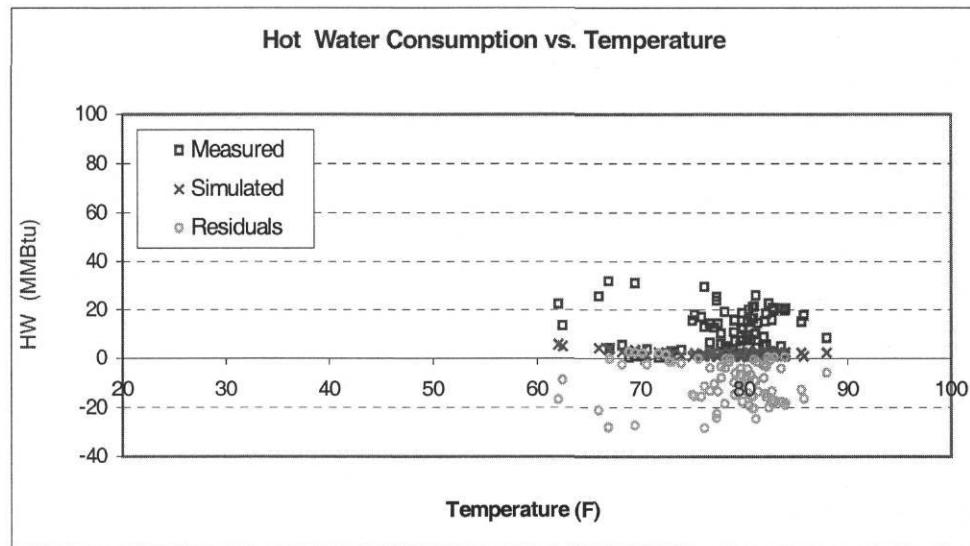 Hot Water Consumption vs. Temperature
HW (MMBtu)
100
80
60
40
20
0
-20
-40
Measured
Simulated
Residuals
20 30 40 50 60 70 80 90 100
Temperature (F)